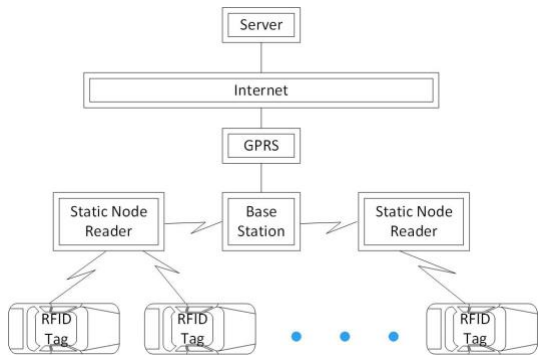 Server
Internet
GPRS
Static Node
Reader
Base
Station
Static Node
Reader
RFID
Tag
RFID
Tag
RFID
Tag